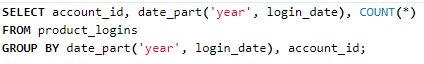 SELECT account_id, date_part('year', login_date), COUNT(*)
FROM product_logins
GROUP BY date_part('year', login_date), account_id;